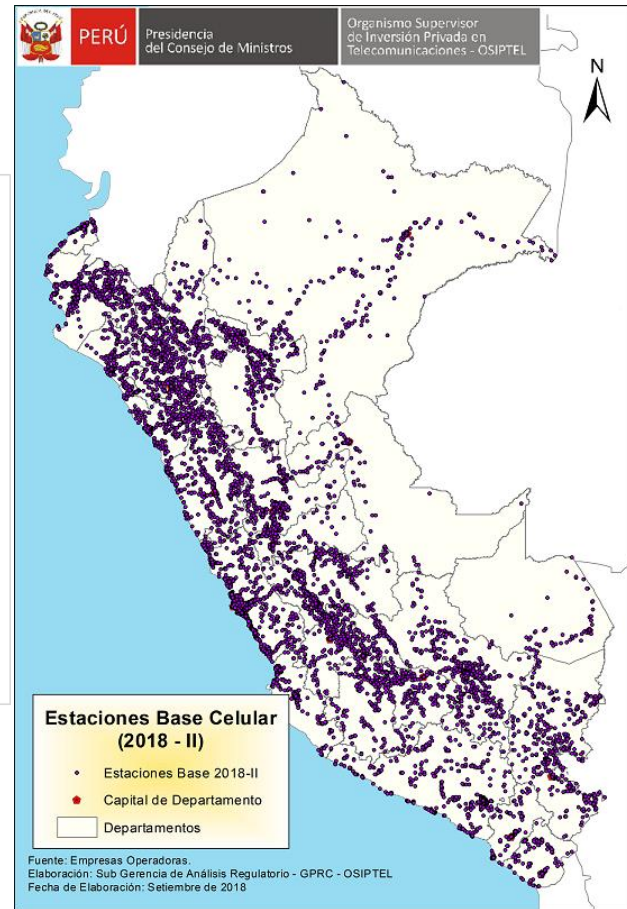 PERÚ
Presidencia
del Consejo de Ministros
Organismo Supervisor
de Inversión Privada en
Telecomunicaciones - OSIPTEL
N
Estaciones Base Celular
(2018 - II)
Estaciones Base 2018-II
Capital de Departamento
Departamentos
Fuente: Empresas Operadoras.
Elaboración: Sub Gerencia de Análisis Regulatorio - GPRC - OSIPTEL
Fecha de Elaboración: Setiembre de 2018